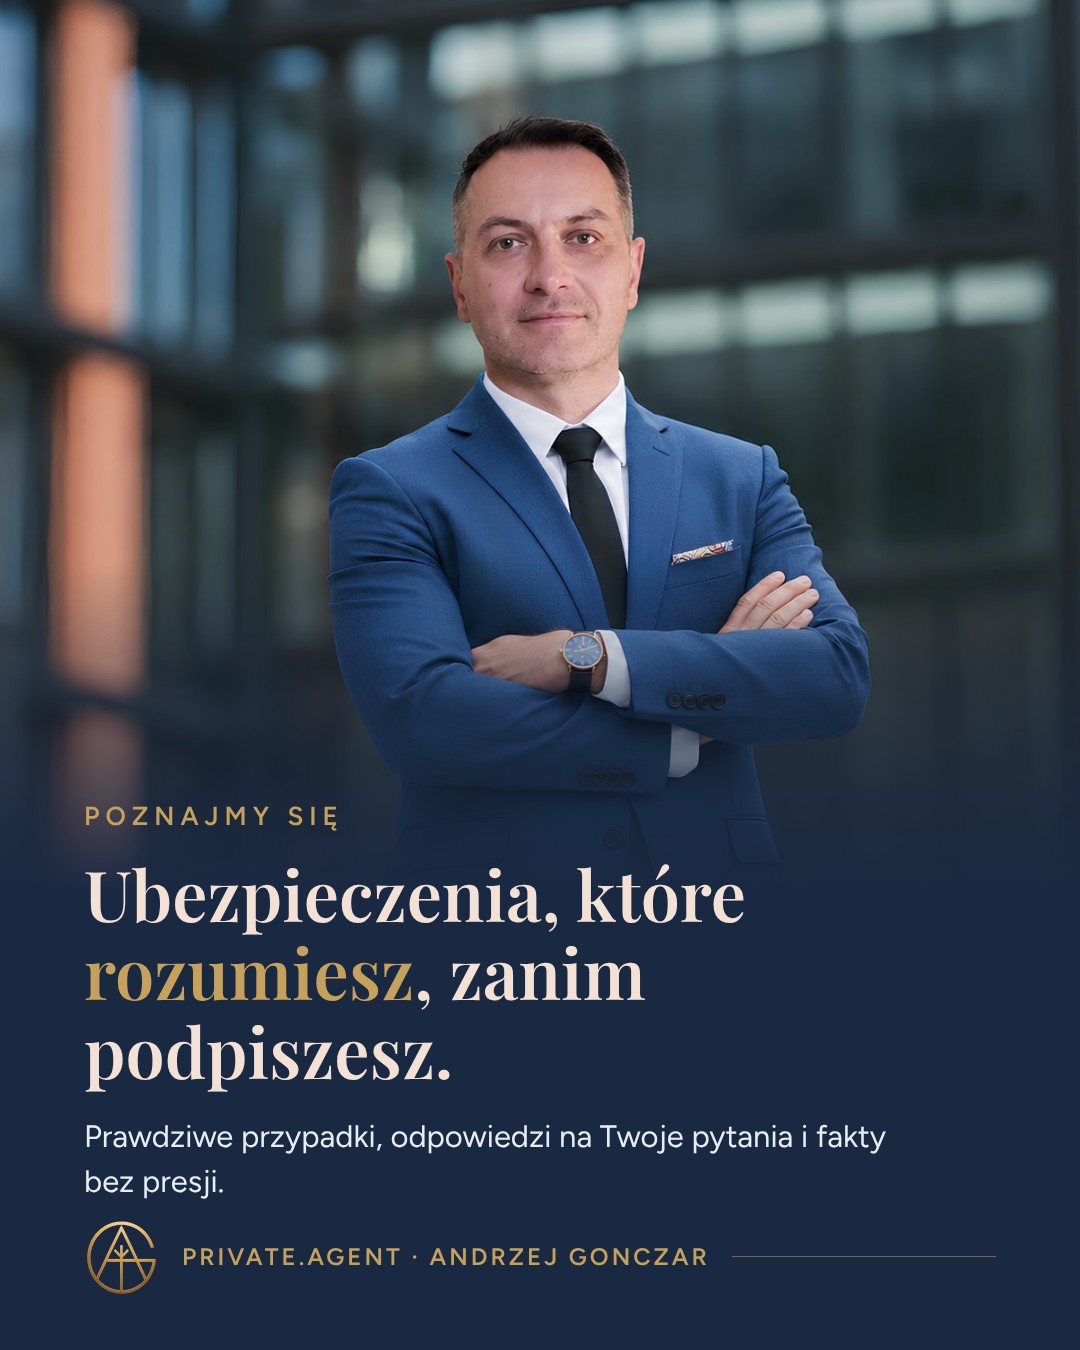 POZNAJMY SIĘ
Ubezpieczenia, które
rozumiesz, zanim
podpiszesz.
Prawdziwe przypadki, odpowiedzi na Twoje pytania i fakty
bez presji.
PRIVATE.AGENT · ANDRZEJ GONCZAR